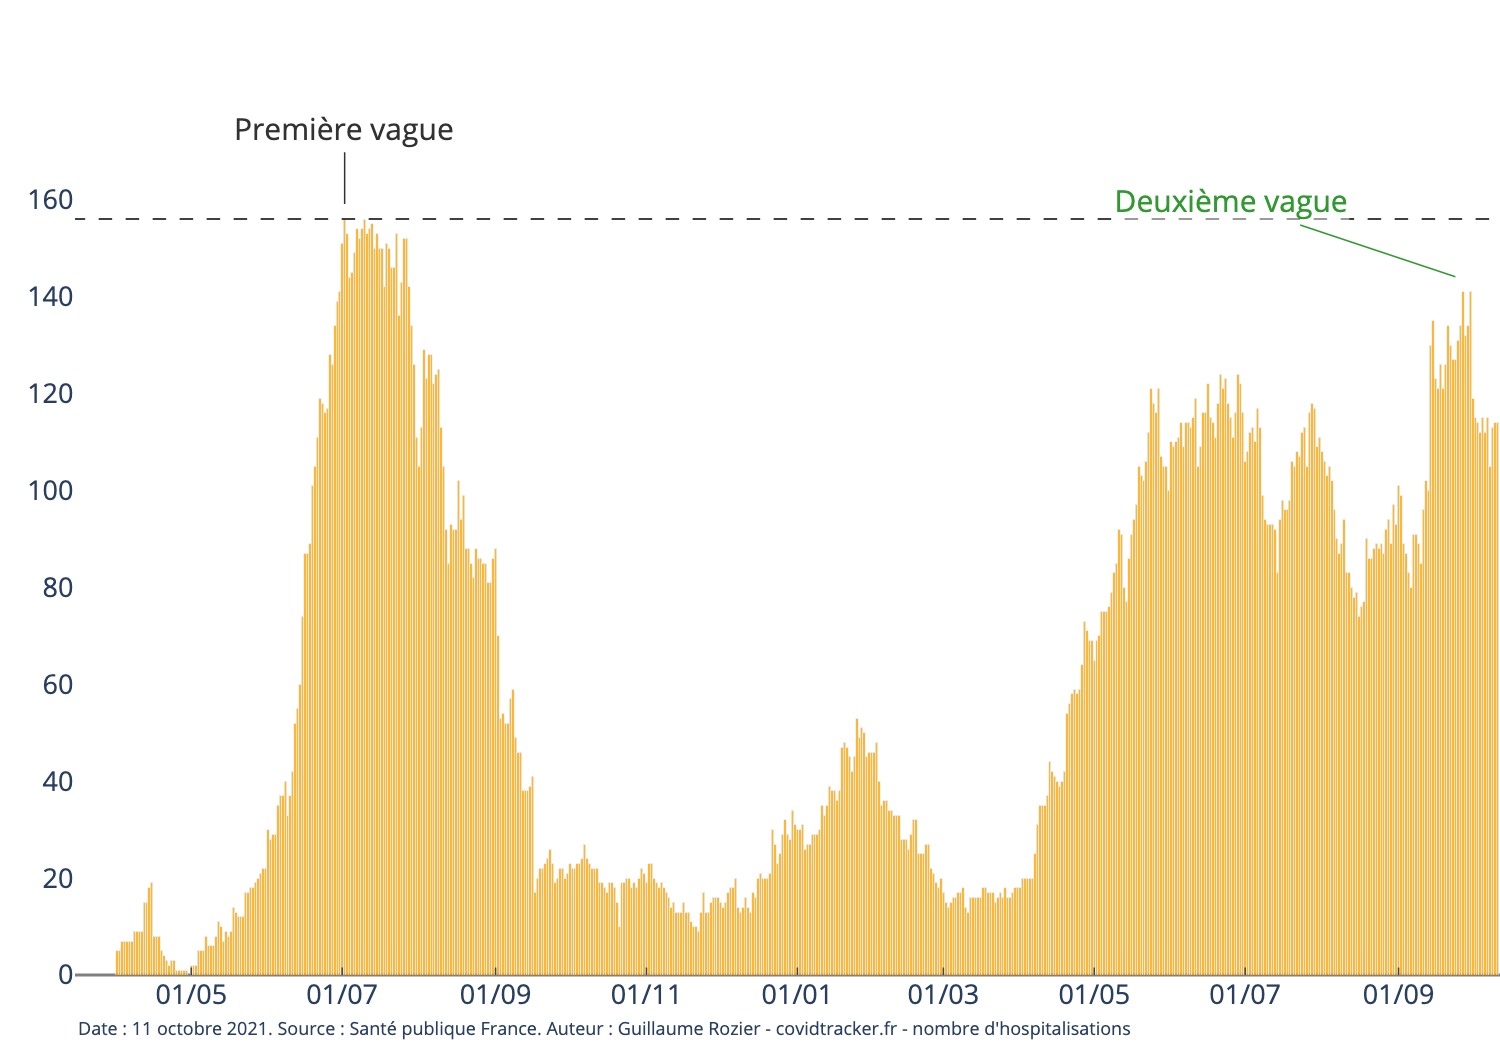 Première vague
160
Deuxième vague
140
120
100
80
60
40
20
0
01/05 01/07 01/09 01/11 01/01 01/03 01/05 01/07 01/09
Date : 11 octobre 2021. Source : Santé publique France. Auteur : Guillaume Rozier - covidtracker.fr - nombre d'hospitalisations